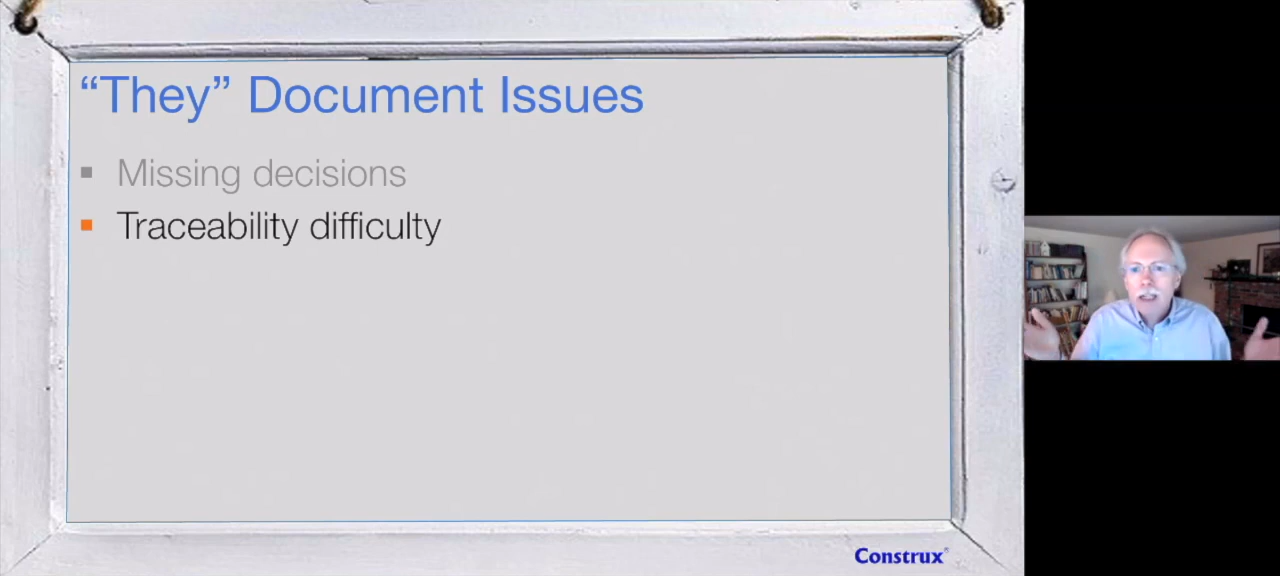 “They” Document Issues
Missing decisions
Traceability difficulty
Construx®